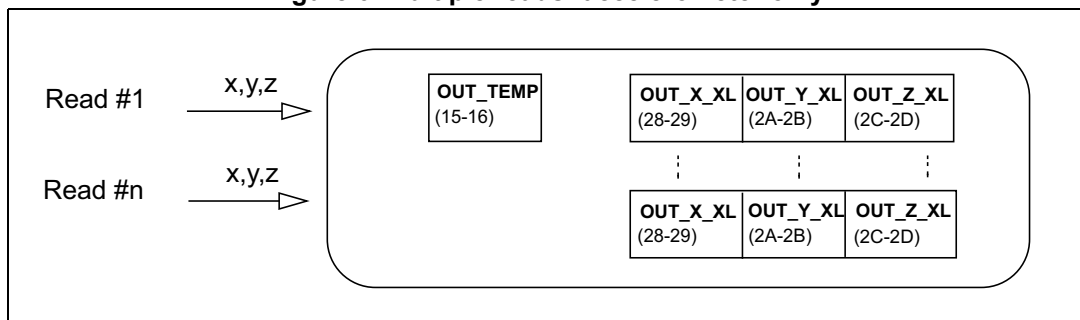 Read #1
x,y,z
OUT_TEMP
(15-16)
OUT_X_XL OUT_Y_XL OUT_Z_XL
(28-29) (2A-2B) (2C-2D)
Read #n
x,y,z
OUT_X_XL OUT_Y_XL OUT_Z_XL
(28-29) (2A-2B) (2C-2D)